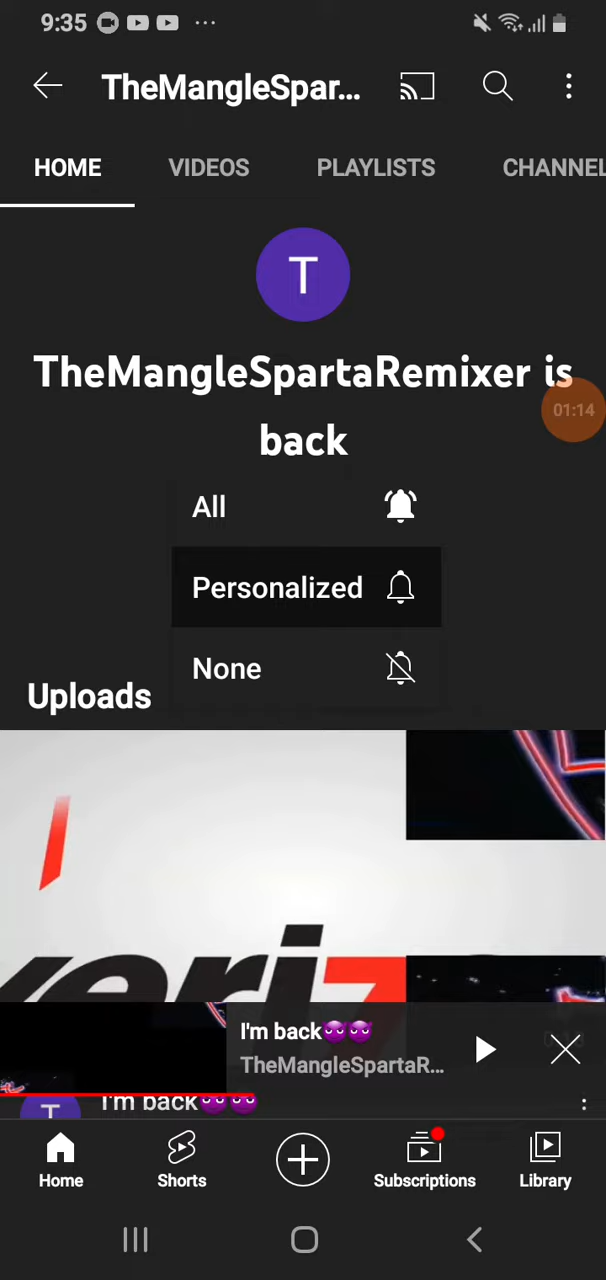 9:35
TheMangleSpar...
HOME VIDEOS PLAYLISTS CHANNEL
T
TheMangleSpartaRemixer is
back
01:14
All
Personalized
None
Uploads
veriz
I'm back😈😈
TheMangleSpartaR...
T
I'm back😈😈
Home Shorts Subscriptions Library